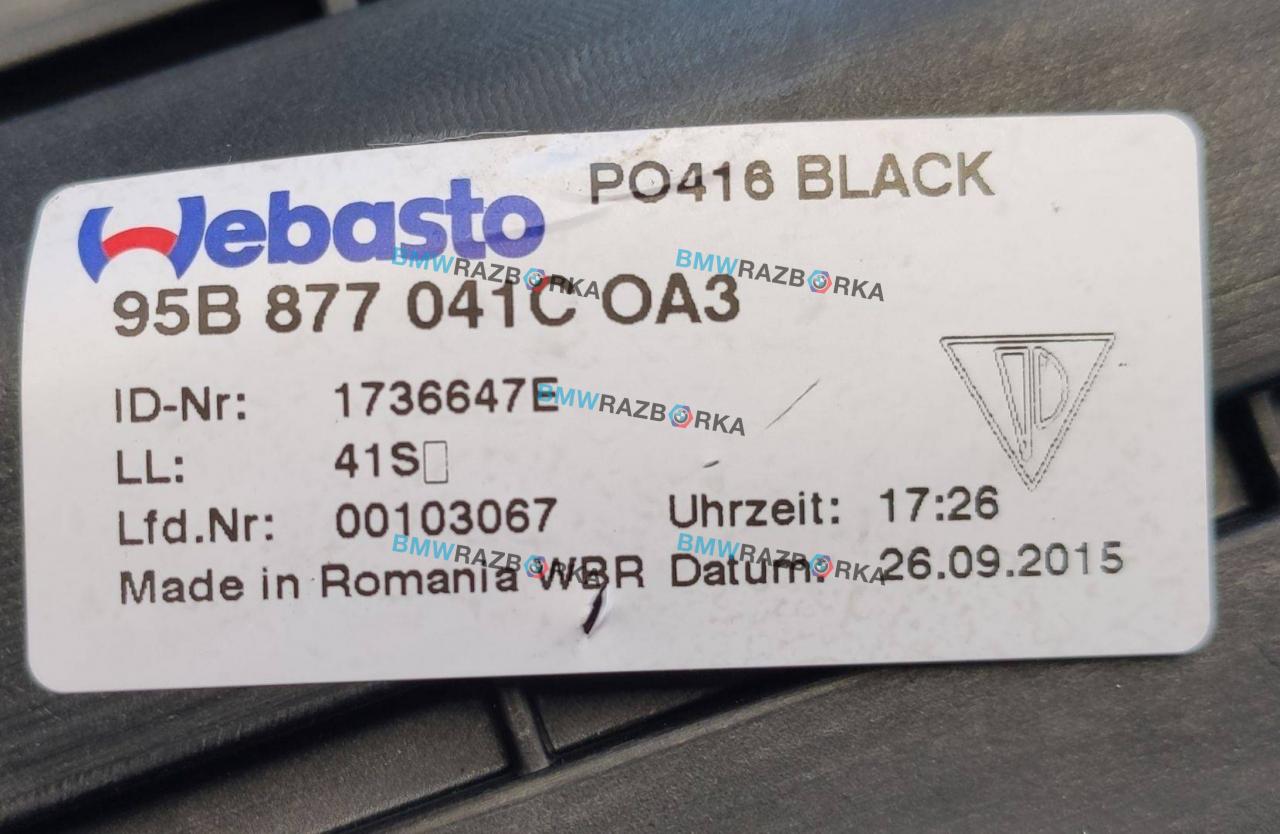 Webasto PO416 BLACK
95B 877 041C OA3
ID-Nr: 1736647E
LL: 41S
Lfd.Nr: 00103067 Uhrzeit: 17:26
Made in Romania WBR Datum: 26.09.2015
BMWRAZBORKA
BMWRAZBORKA
BMWRAZBORKA
BMWRAZBORKA
BMWRAZBORKA